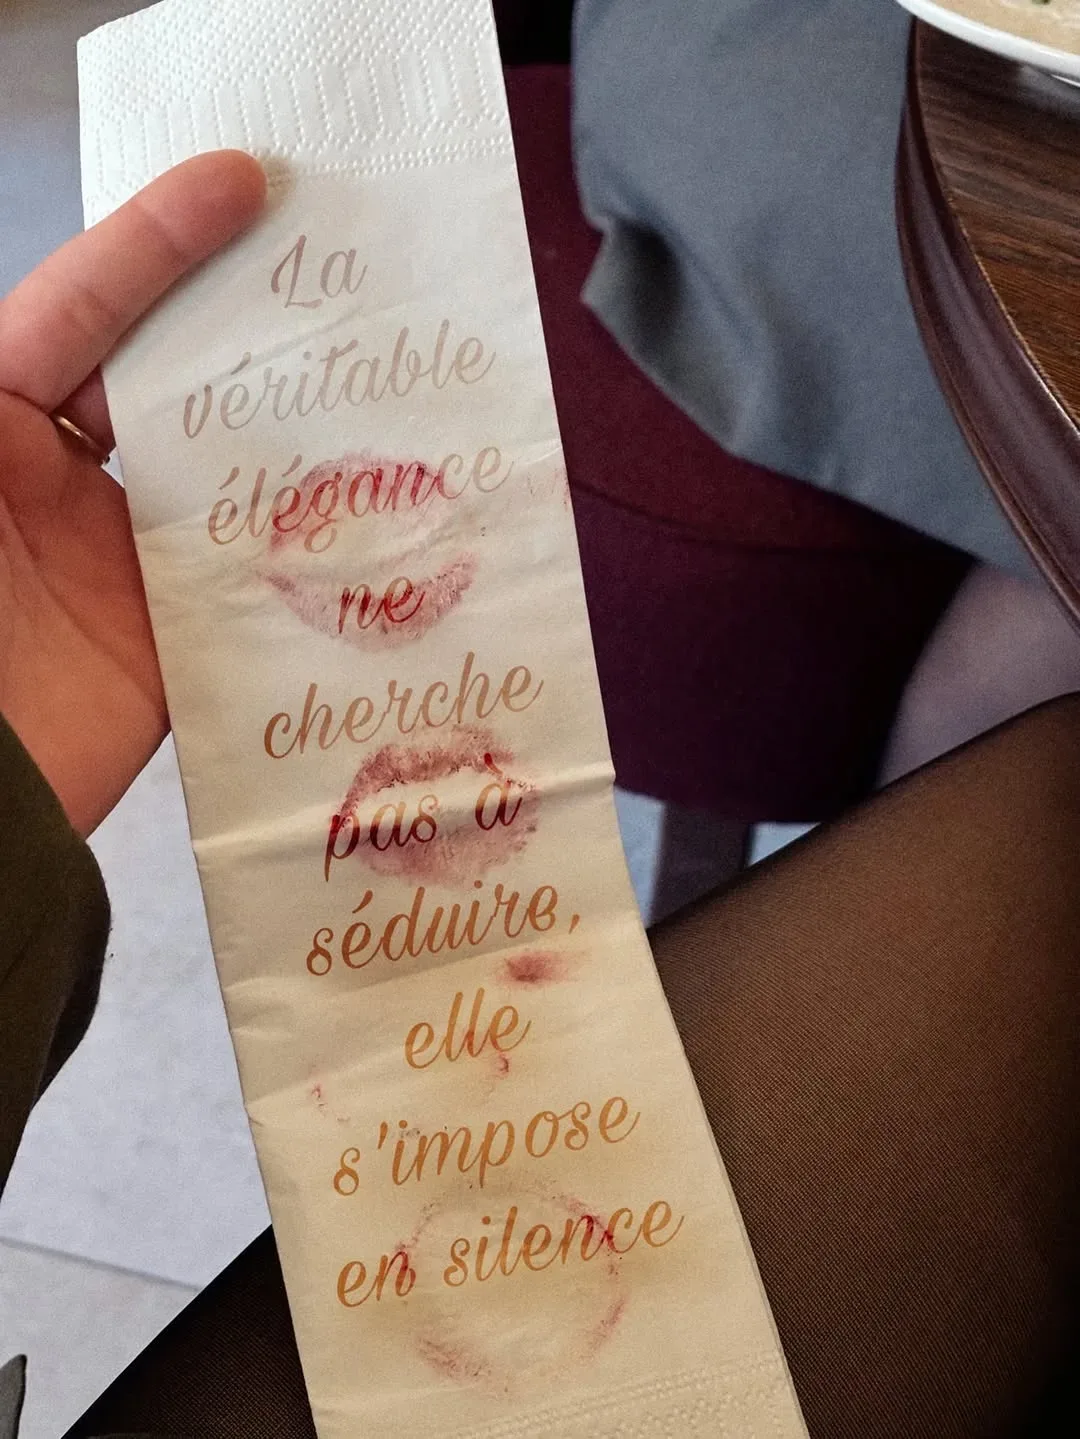 La
véritable
élégance
ne
cherche
pas à
séduire,
elle
s'impose
en silence